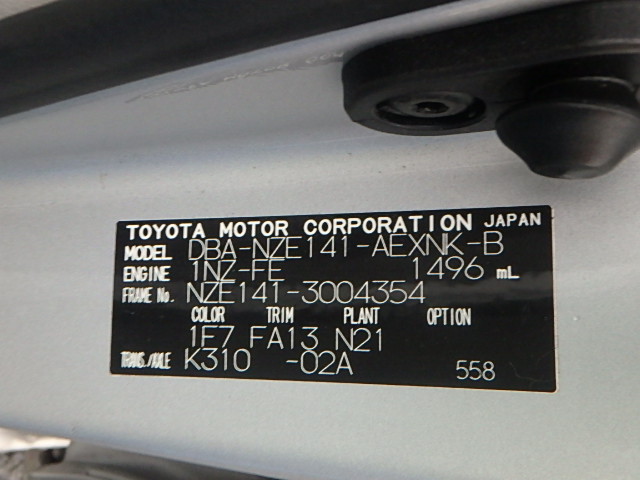 TOYOTA MOTOR CORPORATION JAPAN
MODEL DBA-NZE141-AEXNK-B
ENGINE 1NZ-FE 1496 mL
FRAME No. NZE141-3004354
COLOR TRIM PLANT OPTION
1F7 FA13 N21
TRANS./AXLE K310 -02A 558